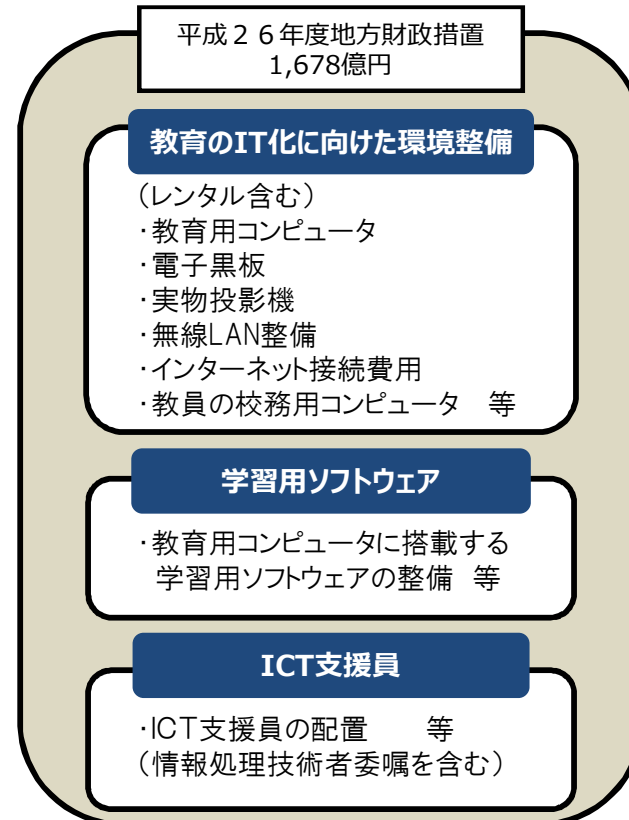 平成２６年度地方財政措置
1,678億円
教育のIT化に向けた環境整備
（レンタル含む）
・教育用コンピュータ
・電子黒板
・実物投影機
・無線LAN整備
・インターネット接続費用
・教員の校務用コンピュータ　等
学習用ソフトウェア
・教育用コンピュータに搭載する
学習用ソフトウェアの整備　等
ICT支援員
・ICT支援員の配置　　等
（情報処理技術者委嘱を含む）